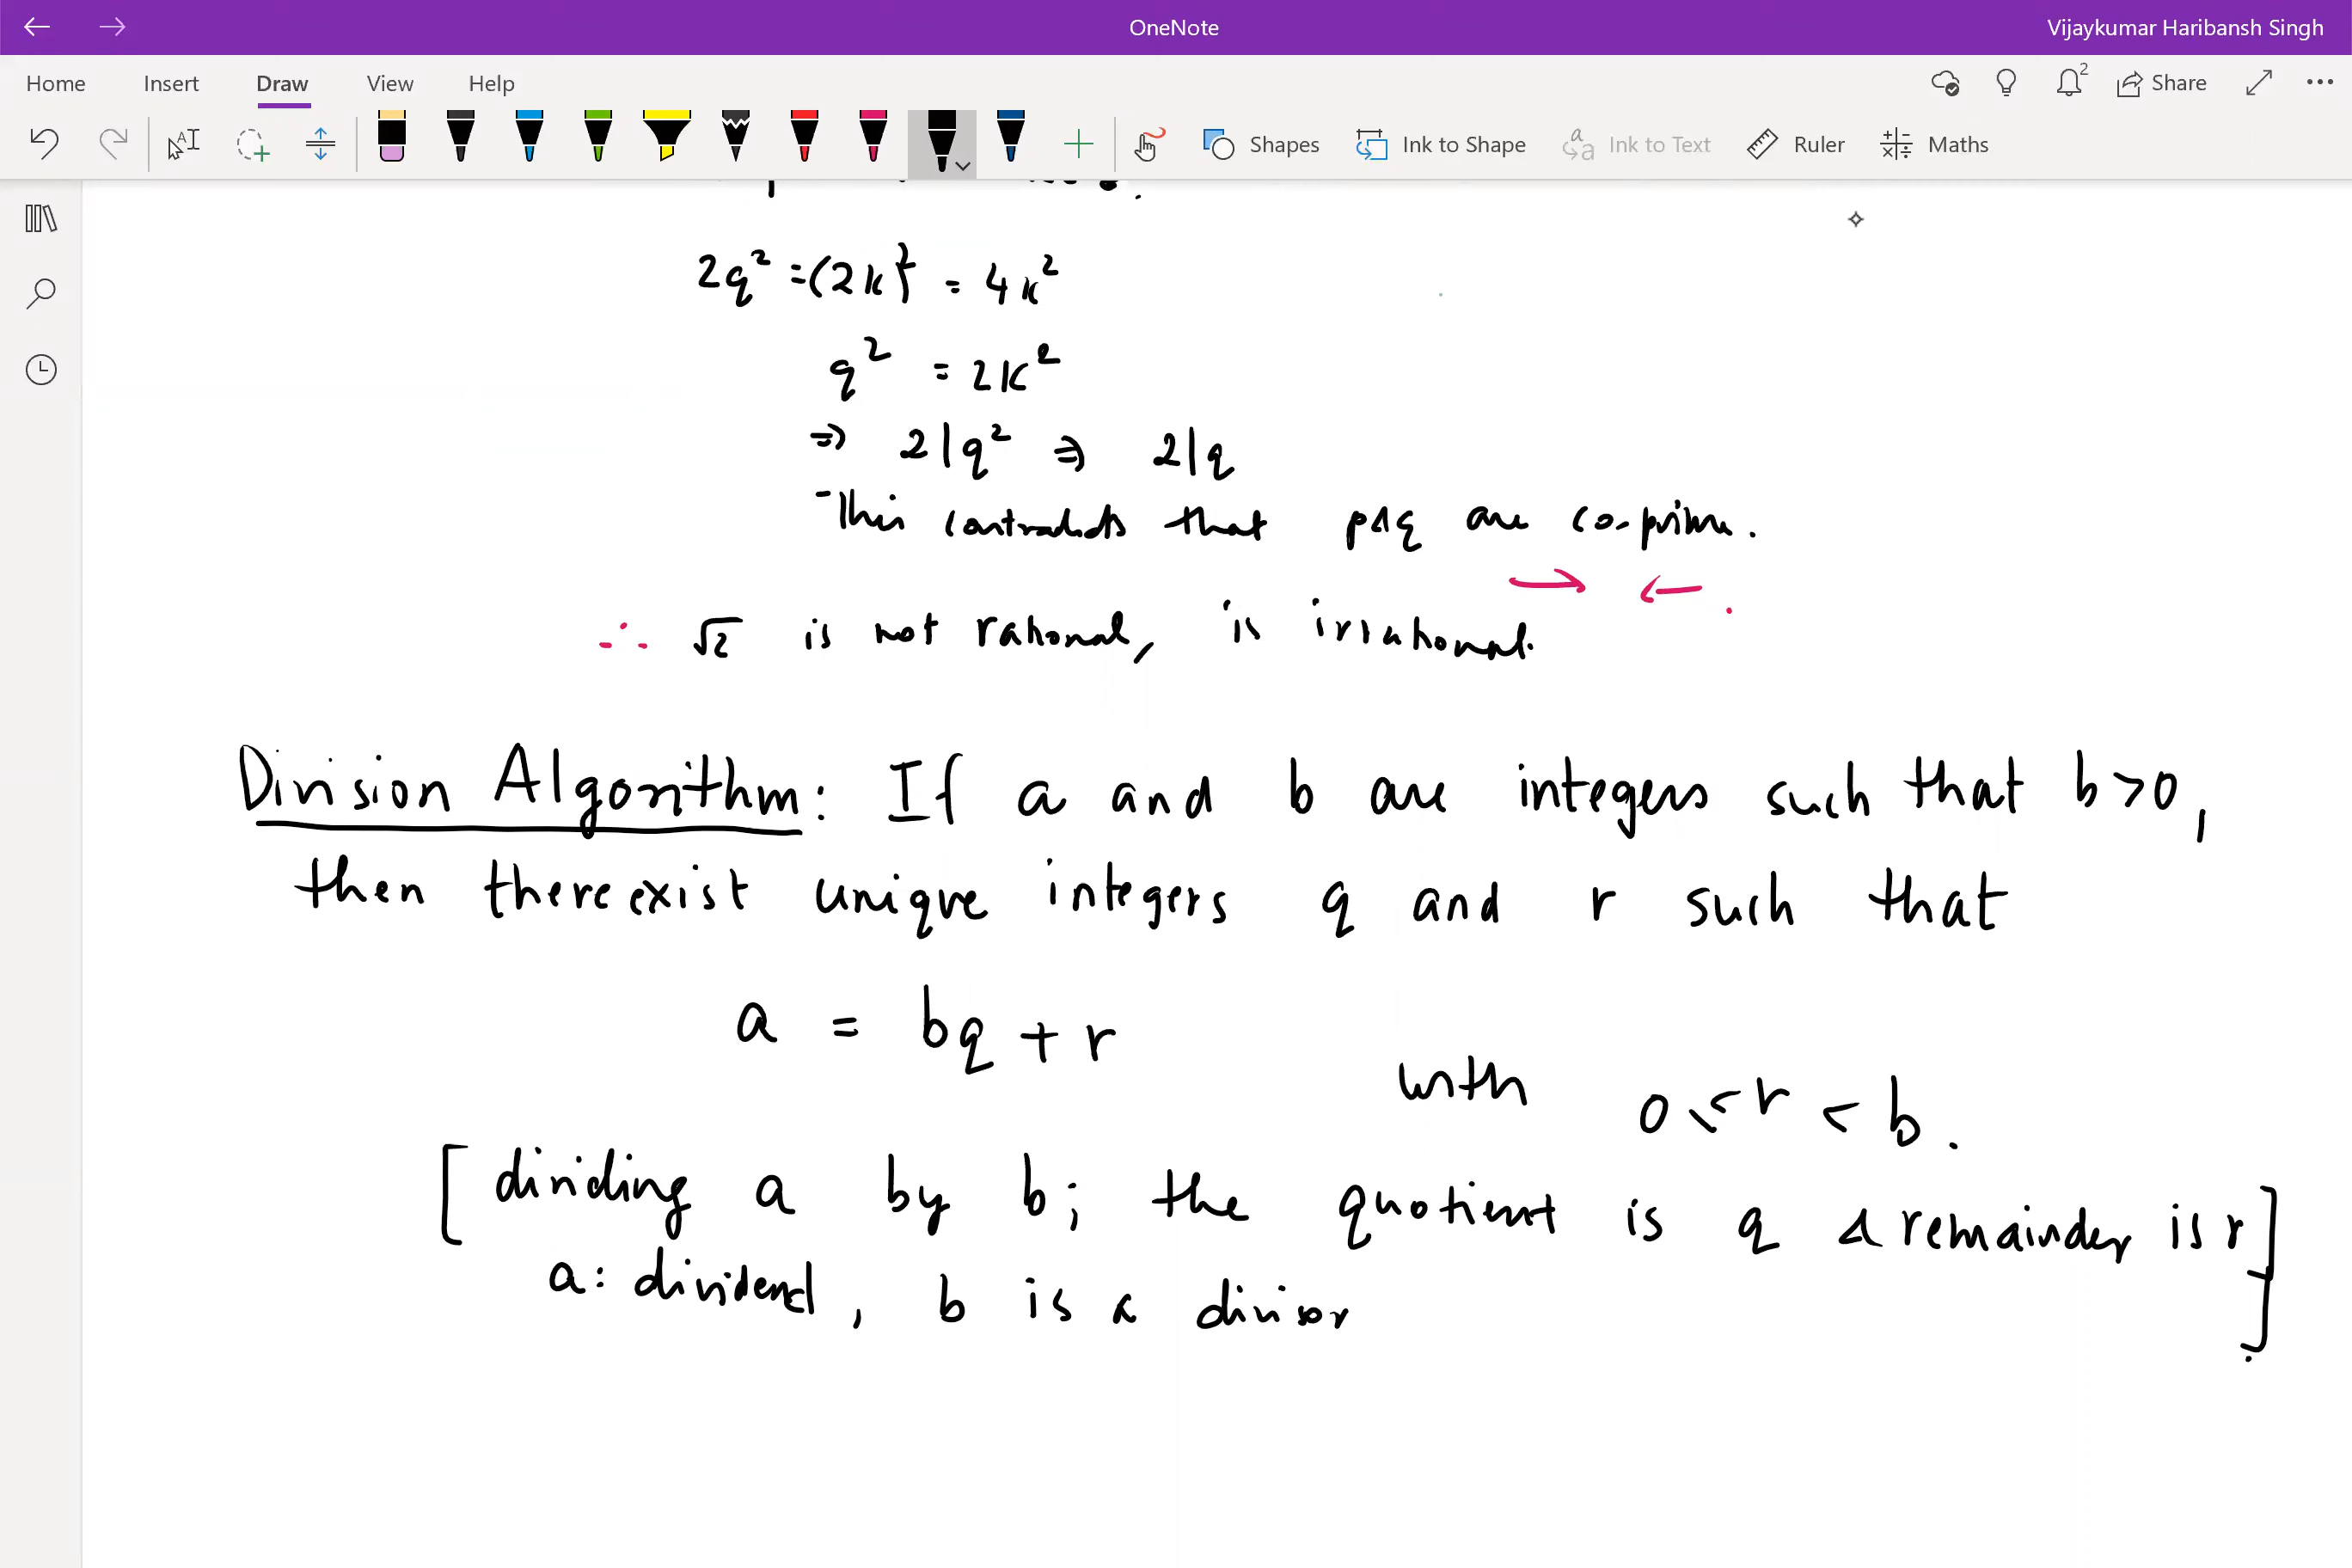 OneNote
Vijaykumar Haribansh Singh
Home Insert Draw View Help
2
Share
Shapes Ink to Shape Ink to Text Ruler Maths
2q² = (2k)² = 4k²
q² = 2k²
⇒ 2|q² ⇒ 2|q
This contradicts that p & q are co-prime.
→ ←.
∴ √2 is not rational, is irrational.
Division Algorithm: If a and b are integers such that b>0,
then there exist unique integers q and r such that
a = bq + r
with 0 ≤ r < b.
[dividing a by b; the quotient is q & remainder is r]
a: dividend, b is a divisor].